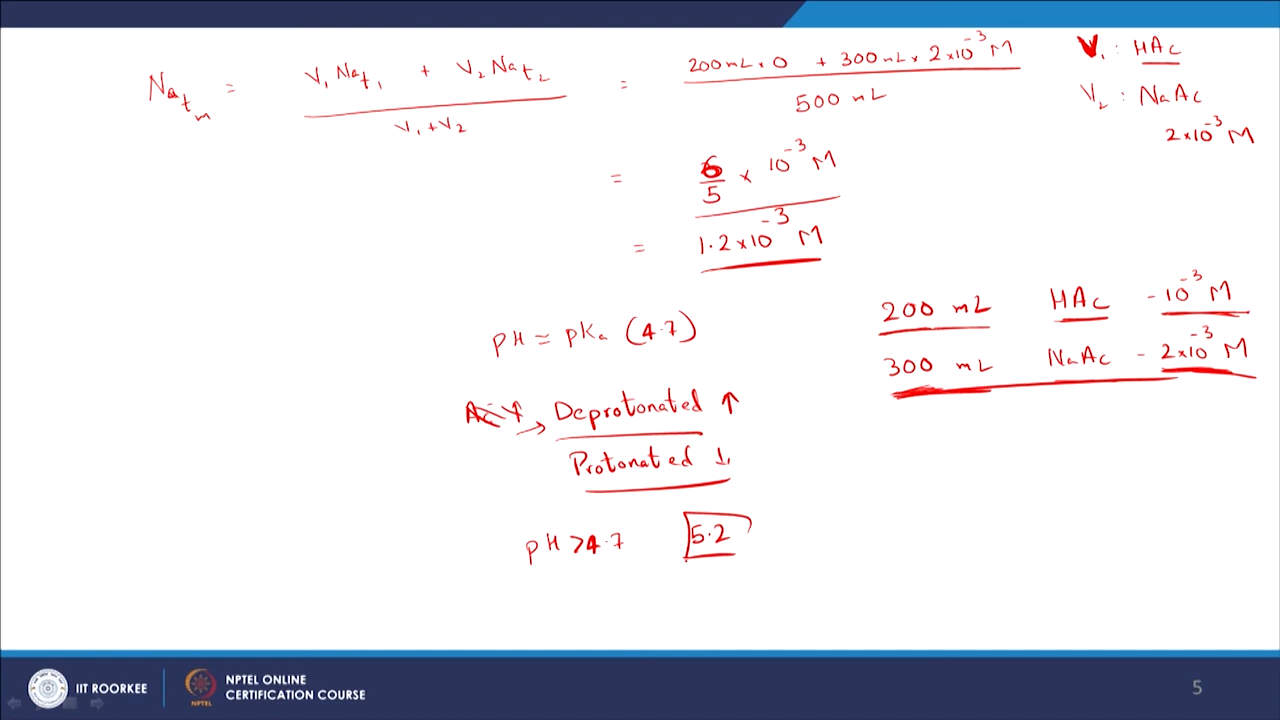 Na_t_m = (V₁ Na_t₁ + V₂ Na_t₂) / (V₁ + V₂) = (200 mL × 0 + 300 mL × 2×10⁻³ M) / 500 mL
V₁ : HAc
V₂ : NaAc
2×10⁻³ M
= 6/5 × 10⁻³ M
= 1.2×10⁻³ M
200 mL HAc - 10⁻³ M
300 mL NaAc - 2×10⁻³ M
pH = pKa (4.7)
→ Deprotonated ↑
Protonated ↓
pH > 4.7 5.2
IIT ROORKEE
NPTEL ONLINE
CERTIFICATION COURSE
NPTEL
5